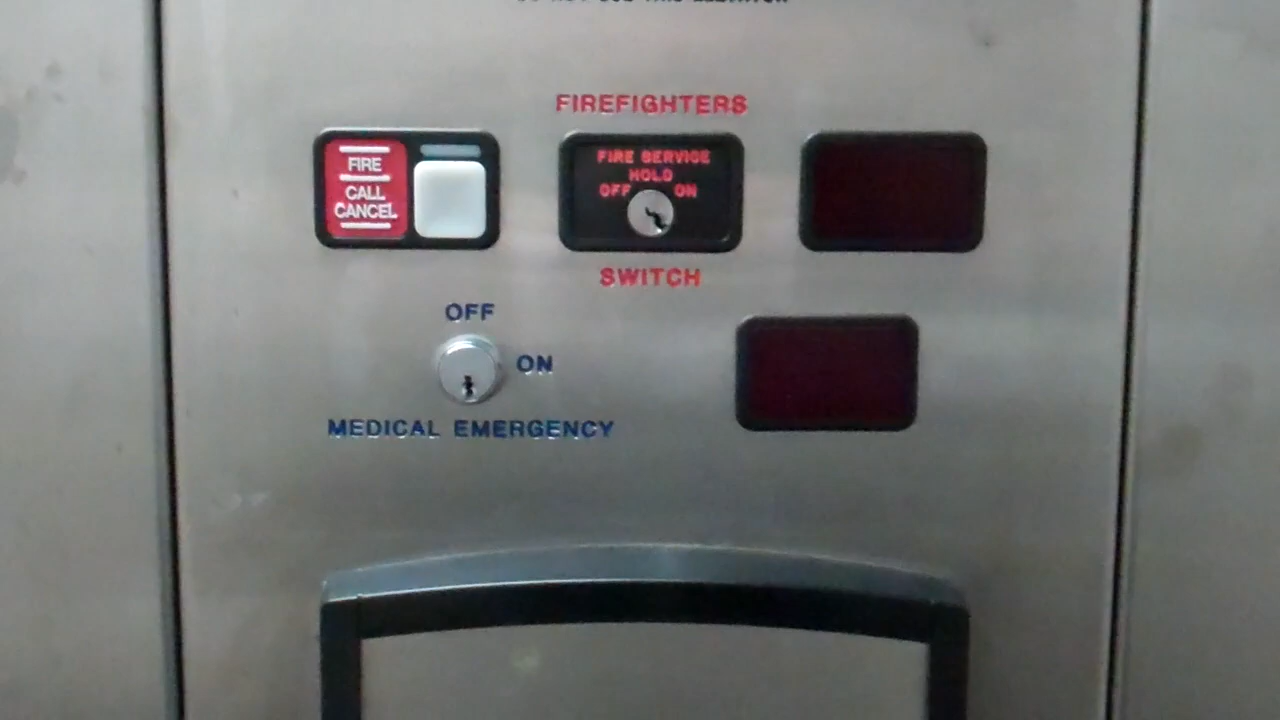 FIREFIGHTERS
FIRE
CALL
CANCEL
FIRE SERVICE
HOLD
OFF ON
SWITCH
OFF
ON
MEDICAL EMERGENCY